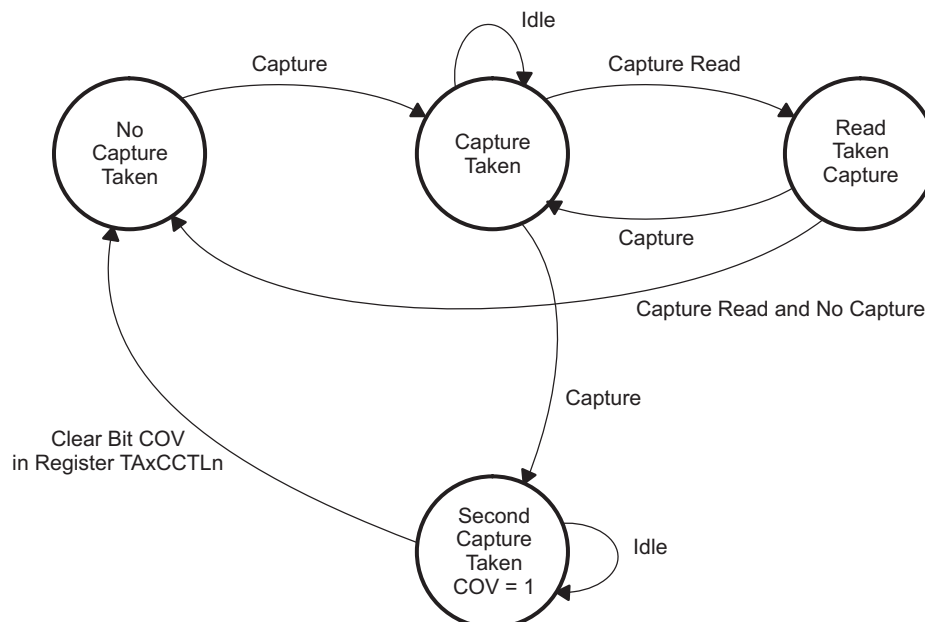 Idle
Capture
Capture Read
No
Capture
Taken
Capture
Taken
Read
Taken
Capture
Capture
Capture Read and No Capture
Capture
Clear Bit COV
in Register TAxCCTLn
Second
Capture
Taken
COV = 1
Idle